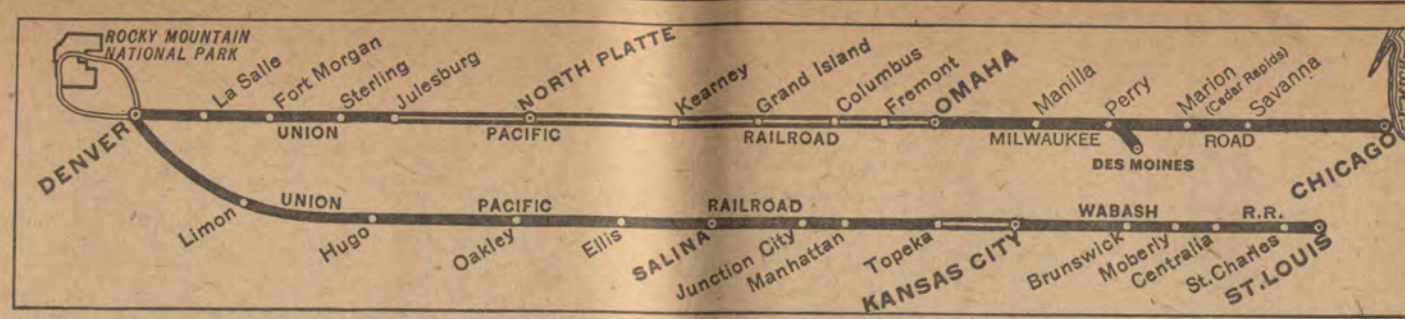 ROCKY MOUNTAIN
NATIONAL PARK
DENVER
La Salle
Fort Morgan
Sterling
Julesburg
NORTH PLATTE
Kearney
Grand Island
Columbus
Fremont
OMAHA
Manilla
Perry
Marion
(Cedar Rapids)
Savanna
CHICAGO
UNION PACIFIC RAILROAD
MILWAUKEE ROAD
DES MOINES
UNION PACIFIC RAILROAD
WABASH R.R.
Limon
Hugo
Oakley
Ellis
SALINA
Junction City
Manhattan
Topeka
KANSAS CITY
Brunswick
Moberly
Centralia
St. Charles
ST. LOUIS